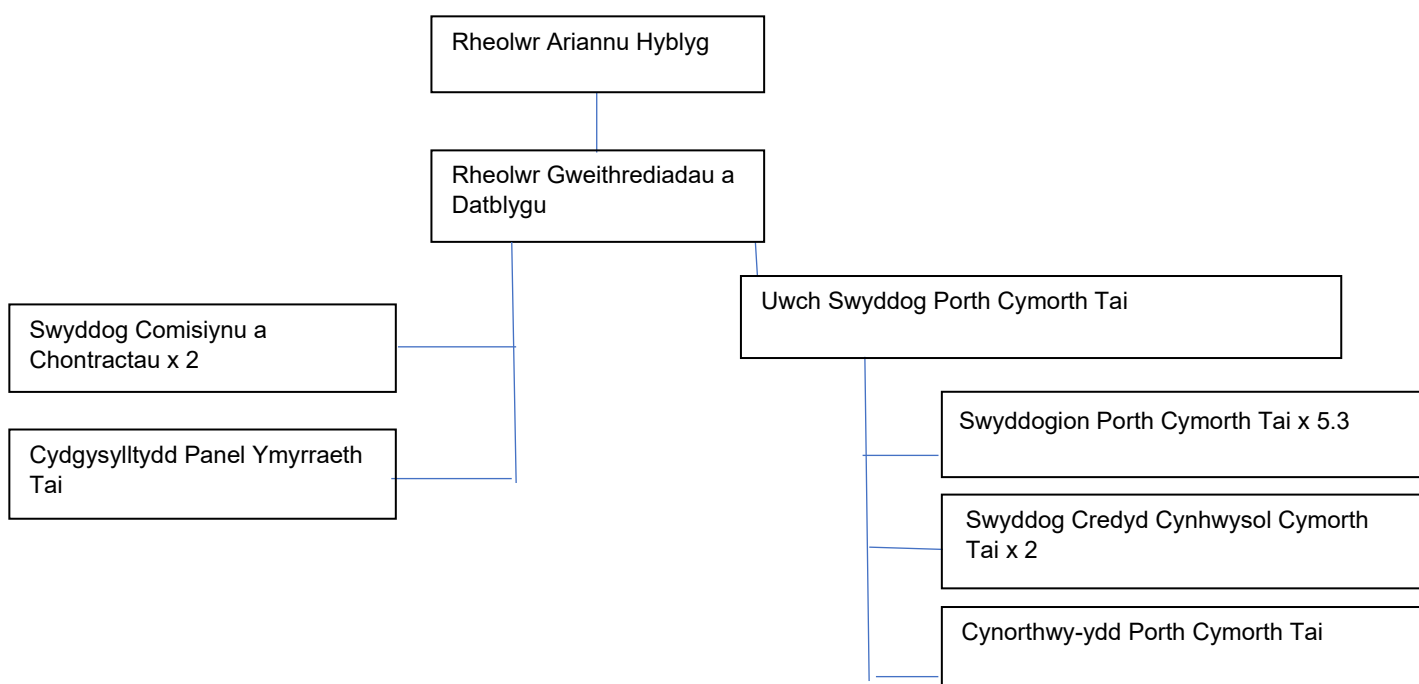 Rheolwr Ariannu Hyblyg
Rheolwr Gweithrediadau a
Datblygu
Uwch Swyddog Porth Cymorth Tai
Swyddog Comisiynu a
Chontractau x 2
Cydgysylltydd Panel Ymyrraeth
Tai
Swyddogion Porth Cymorth Tai x 5.3
Swyddog Credyd Cynhwysol Cymorth
Tai x 2
Cynorthwy-ydd Porth Cymorth Tai